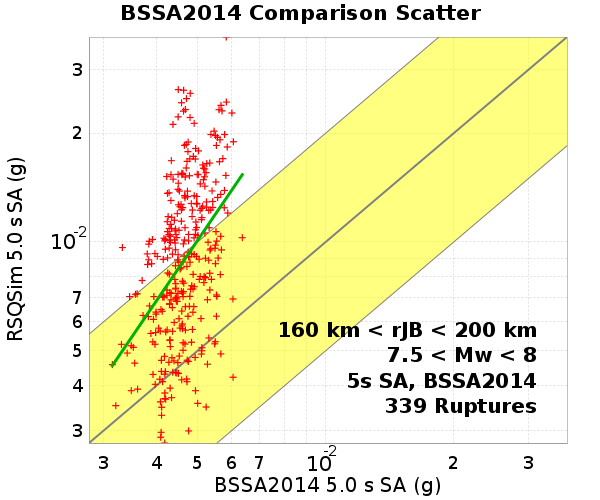 BSSA2014 Comparison Scatter
RSQSim 5.0 s SA (g)
3
2
10-2
7
6
5
4
3
160 km < rJB < 200 km
7.5 < Mw < 8
5s SA, BSSA2014
339 Ruptures
3 4 5 6 7 10-2 2 3
BSSA2014 5.0 s SA (g)